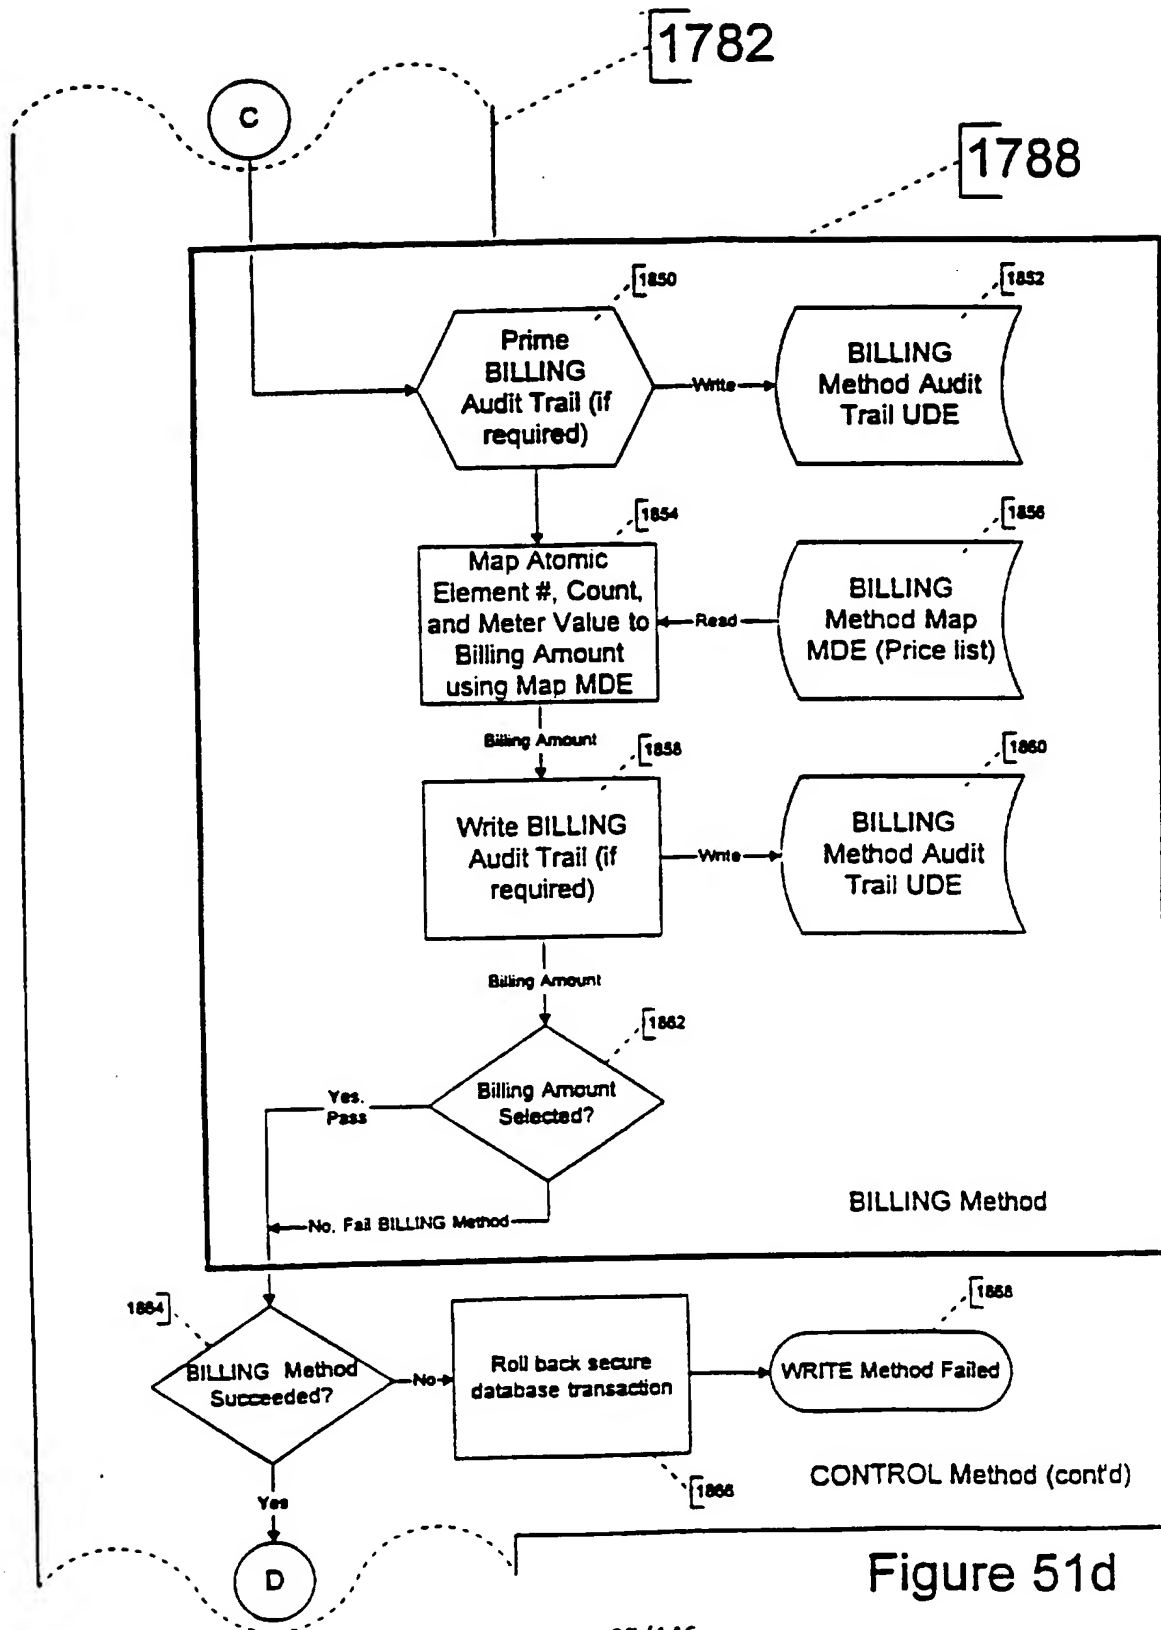 1782
C
1788
1850
1852
Prime
BILLING
Audit Trail (if
required)
Write
BILLING
Method Audit
Trail UDE
1854
1856
Map Atomic
Element #, Count,
and Meter Value to
Billing Amount
using Map MDE
Read
BILLING
Method Map
MDE (Price list)
Billing Amount
1858
1860
Write BILLING
Audit Trail (if
required)
Write
BILLING
Method Audit
Trail UDE
Billing Amount
1862
Billing Amount
Selected?
Yes.
Pass
No, Fail BILLING Method
BILLING Method
1864
1868
BILLING Method
Succeeded?
No
Roll back secure
database transaction
WRITE Method Failed
1866
CONTROL Method (cont'd)
Yes
D
Figure 51d